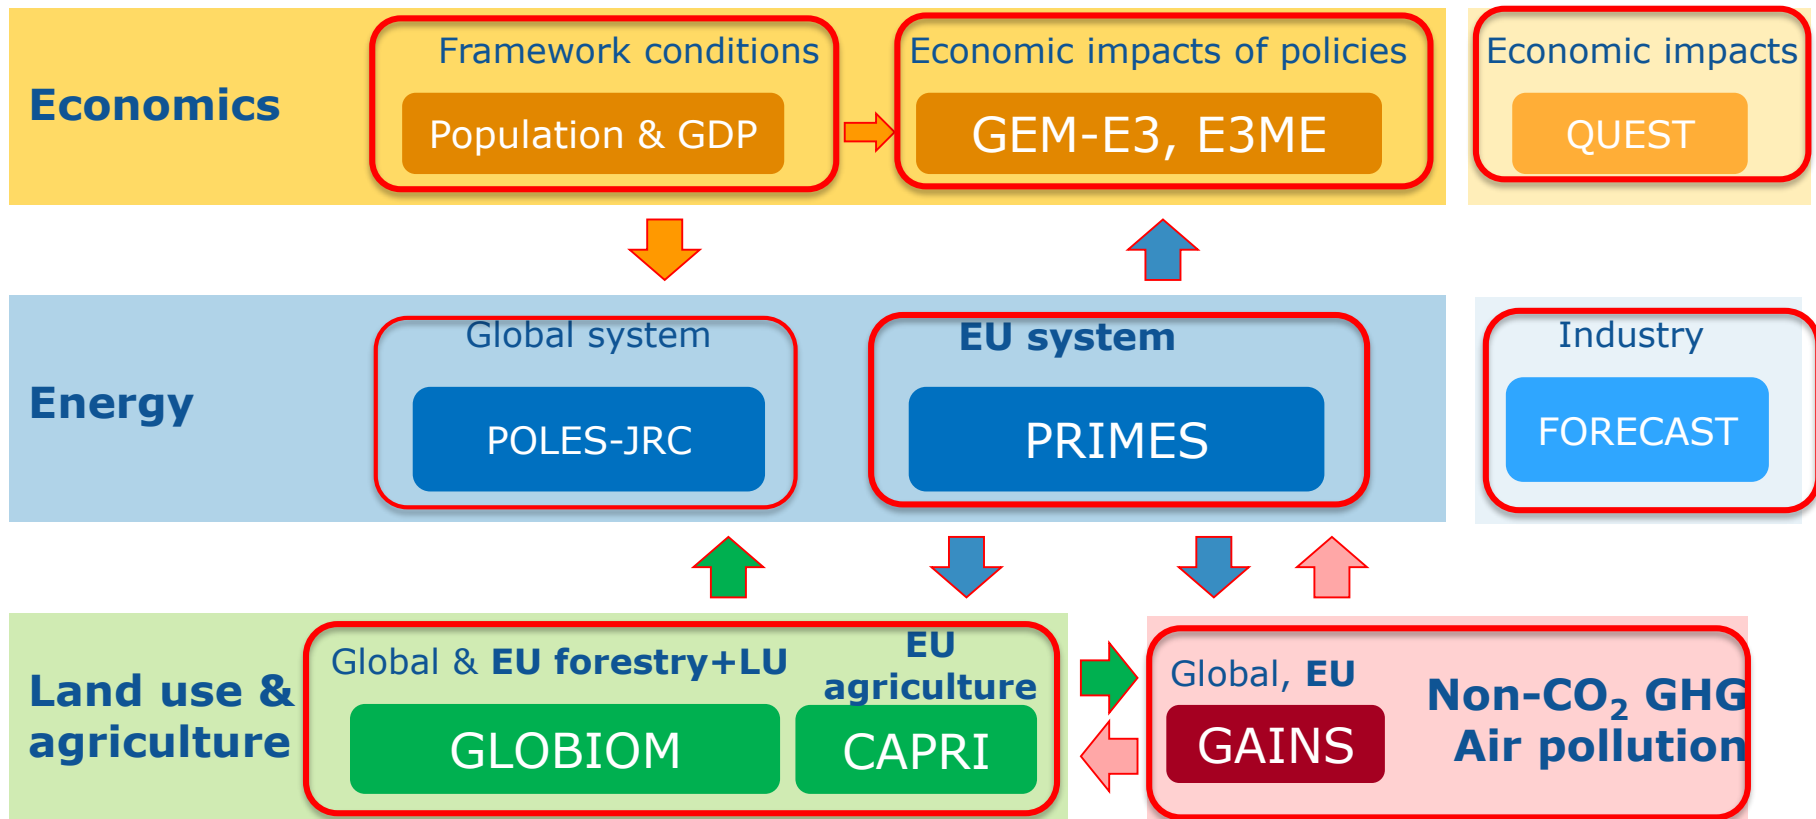 Economics
Framework conditions
Population & GDP
Economic impacts of policies
GEM-E3, E3ME
Economic impacts
QUEST
Energy
Global system
POLES-JRC
EU system
PRIMES
Industry
FORECAST
Land use &
agriculture
Global & EU forestry+LU
GLOBIOM
EU
agriculture
CAPRI
Global, EU
GAINS
Non-CO₂ GHG
Air pollution